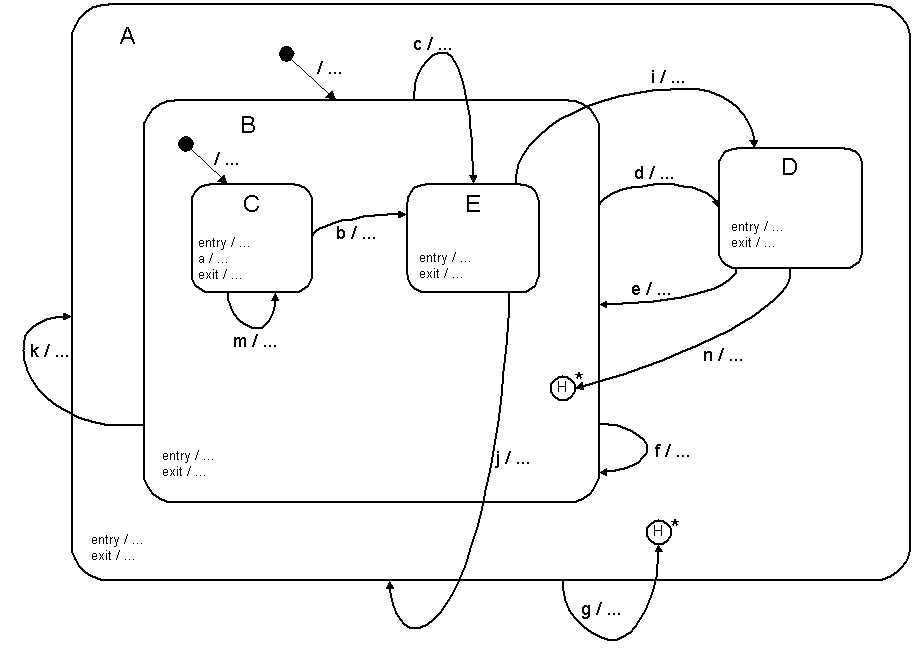 A
/ ...
c / ...
i / ...
B
/ ...
C
entry / ...
a / ...
exit / ...
b / ...
E
entry / ...
exit / ...
d / ...
D
entry / ...
exit / ...
m / ...
e / ...
n / ...
k / ...
H *
f / ...
entry / ...
exit / ...
j / ...
H *
entry / ...
exit / ...
g / ...